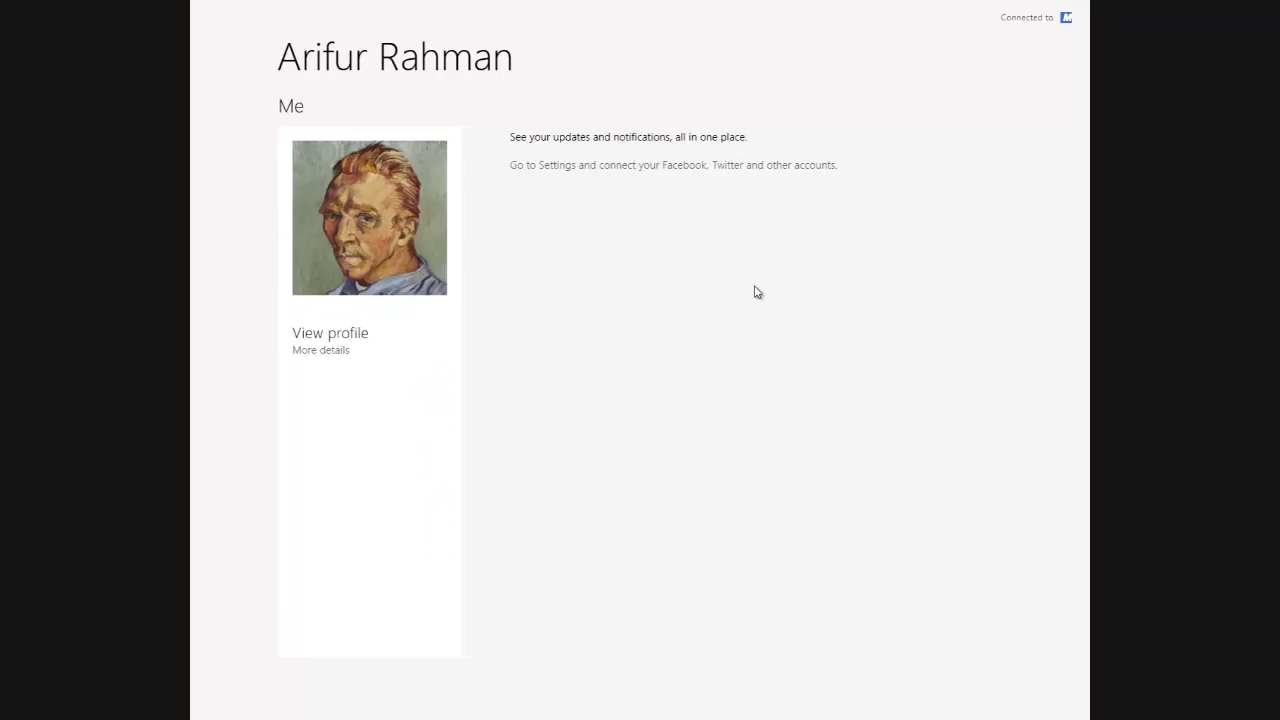 Connected to
Arifur Rahman
Me
See your updates and notifications, all in one place.
Go to Settings and connect your Facebook, Twitter and other accounts.
View profile
More details